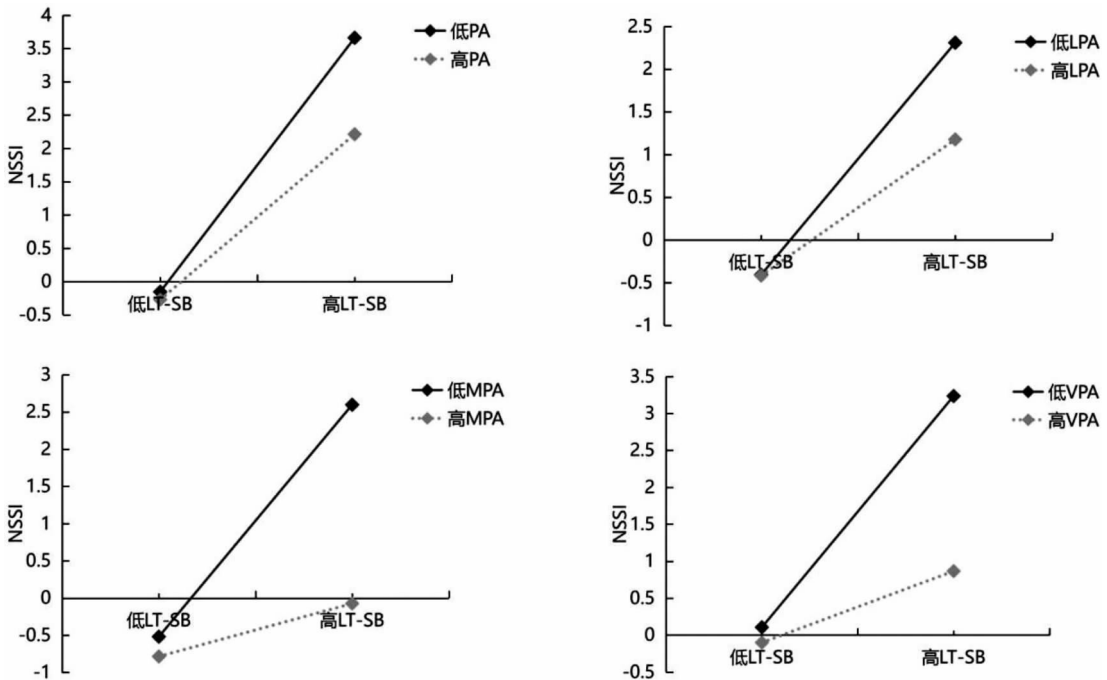 4
3.5
3
2.5
2
1.5
1
0.5
0
-0.5
NSSI
低LT-SB
高LT-SB
低PA
高PA
2.5
2
1.5
1
0.5
0
-0.5
-1
NSSI
低LT-SB
高LT-SB
低LPA
高LPA
3
2.5
2
1.5
1
0.5
0
-0.5
-1
NSSI
低LT-SB
高LT-SB
低MPA
高MPA
3.5
3
2.5
2
1.5
1
0.5
0
-0.5
NSSI
低LT-SB
高LT-SB
低VPA
高VPA